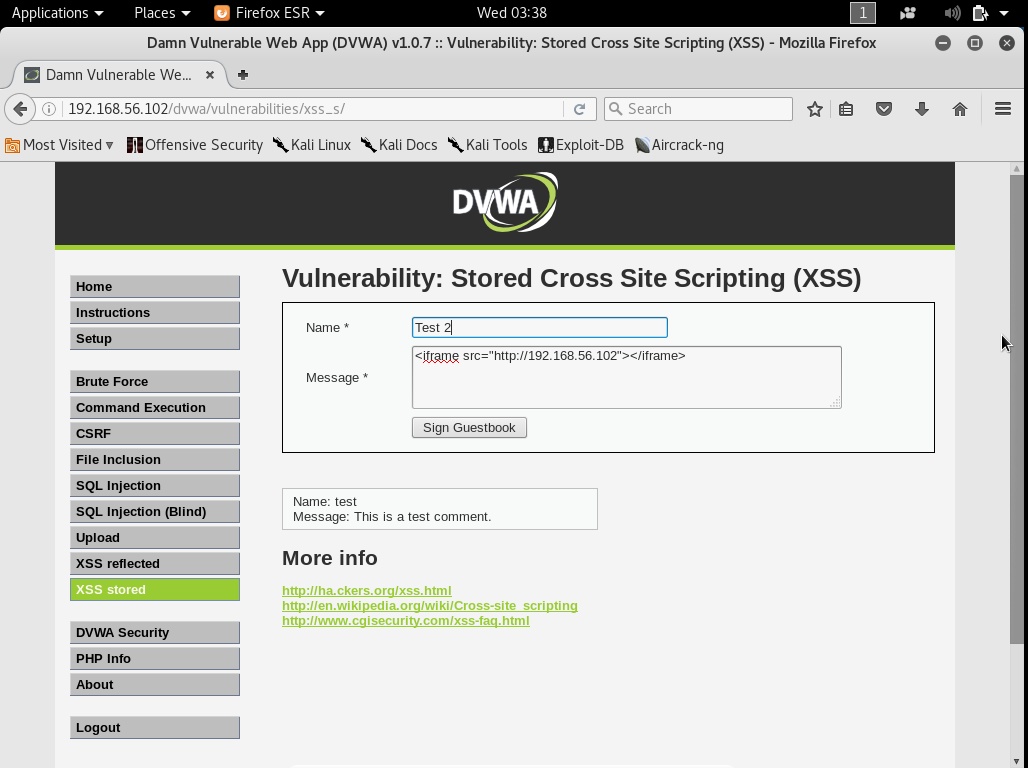 Applications Places Firefox ESR Wed 03:38 1
Damn Vulnerable Web App (DVWA) v1.0.7 :: Vulnerability: Stored Cross Site Scripting (XSS) - Mozilla Firefox
Damn Vulnerable We...
192.168.56.102/dvwa/vulnerabilities/xss_s/ Search
Most Visited Offensive Security Kali Linux Kali Docs Kali Tools Exploit-DB Aircrack-ng
DVWA
Home
Instructions
Setup
Brute Force
Command Execution
CSRF
File Inclusion
SQL Injection
SQL Injection (Blind)
Upload
XSS reflected
XSS stored
DVWA Security
PHP Info
About
Logout
Vulnerability: Stored Cross Site Scripting (XSS)
Name * Test 2
Message * <iframe src="http://192.168.56.102"></iframe>
Sign Guestbook
Name: test
Message: This is a test comment.
More info
http://ha.ckers.org/xss.html
http://en.wikipedia.org/wiki/Cross-site_scripting
http://www.cgisecurity.com/xss-faq.html